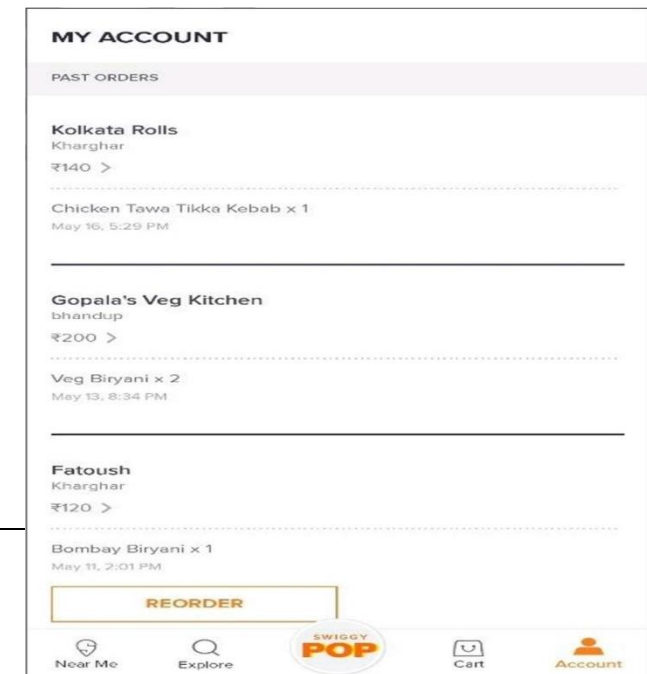 MY ACCOUNT
PAST ORDERS
Kolkata Rolls
Kharghar
₹140 >
Chicken Tawa Tikka Kebab x 1
May 16, 5:29 PM
Gopala's Veg Kitchen
bhandup
₹200 >
Veg Biryani x 2
May 13, 8:34 PM
Fatoush
Kharghar
₹120 >
Bombay Biryani x 1
May 11, 2:01 PM
REORDER
SWIGGY
POP
Near Me
Explore
Cart
Account